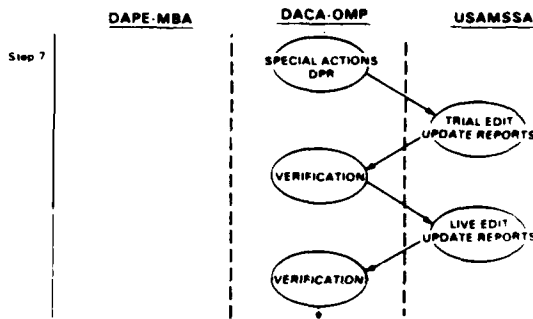 DAPE-MBA DACA-OMP USAMSSA
Step 7
SPECIAL ACTIONS
DPR
TRIAL EDIT
UPDATE REPORTS
VERIFICATION
LIVE EDIT
UPDATE REPORTS
VERIFICATION